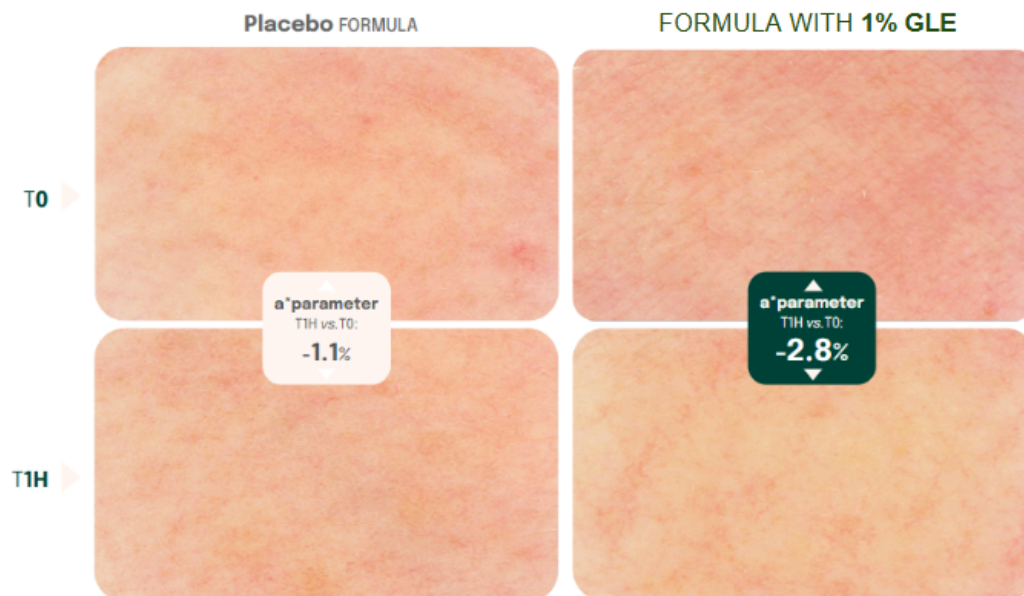 Placebo FORMULA
FORMULA WITH 1% GLE
T0
a*parameter
T1H vs.T0:
-1.1%
a*parameter
T1H vs.T0:
-2.8%
T1H